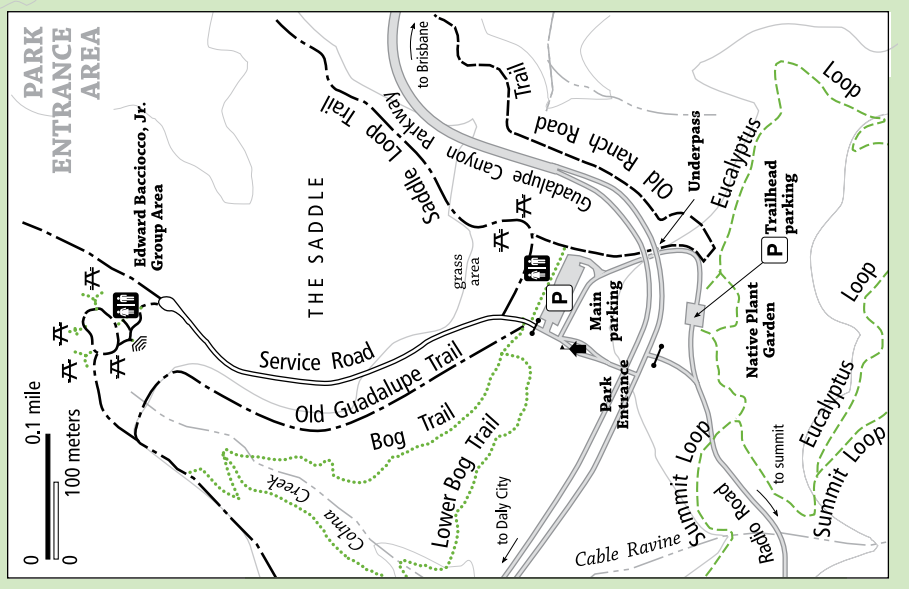 PARK
ENTRANCE
AREA
Edward Bacciocco, Jr.
Group Area
THE SADDLE
Saddle Loop Trail
to Brisbane
Guadalupe Canyon Parkway
Old Ranch Road Trail
Underpass
Eucalyptus Loop
P
Trailhead
parking
grass
area
P
Main
parking
Native Plant
Garden
Service Road
Old Guadalupe Trail
Park
Entrance
Bog Trail
Lower Bog Trail
Colma Creek
to Daly City
Cable Ravine
Summit Loop
Radio Road
to summit
Eucalyptus Loop
Summit Loop
0 0.1 mile
0 100 meters